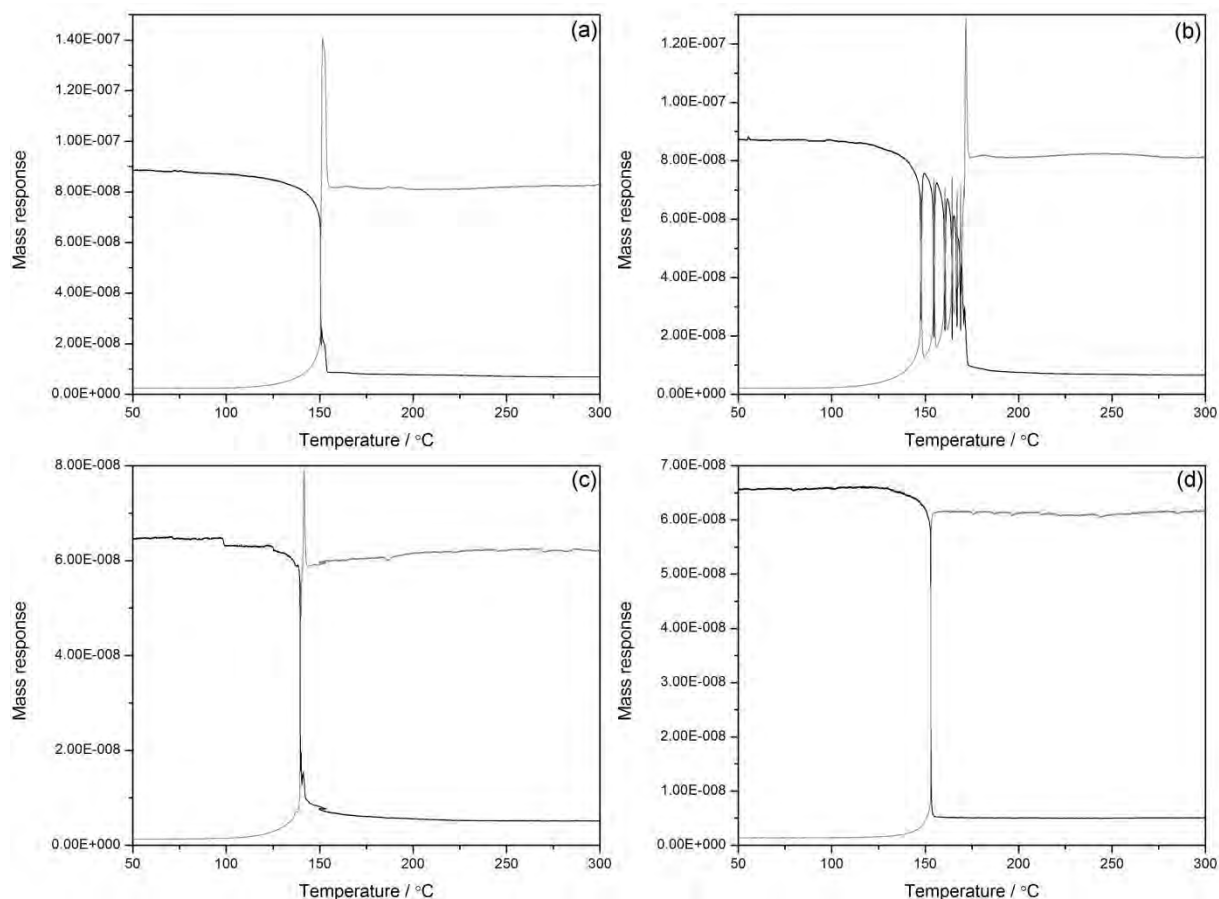 (a)
Mass response
1.40E-007
1.20E-007
1.00E-007
8.00E-008
6.00E-008
4.00E-008
2.00E-008
0.00E+000
50 100 150 200 250 300
Temperature / °C
(b)
Mass response
1.20E-007
1.00E-007
8.00E-008
6.00E-008
4.00E-008
2.00E-008
0.00E+000
50 100 150 200 250 300
Temperature / °C
(c)
Mass response
8.00E-008
6.00E-008
4.00E-008
2.00E-008
0.00E+000
50 100 150 200 250 300
Temperature / °C
(d)
Mass response
7.00E-008
6.00E-008
5.00E-008
4.00E-008
3.00E-008
2.00E-008
1.00E-008
0.00E+000
50 100 150 200 250 300
Temperature / °C